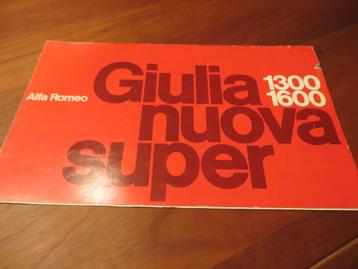 Alfa Romeo
Giulia
1300
1600
nuova
super